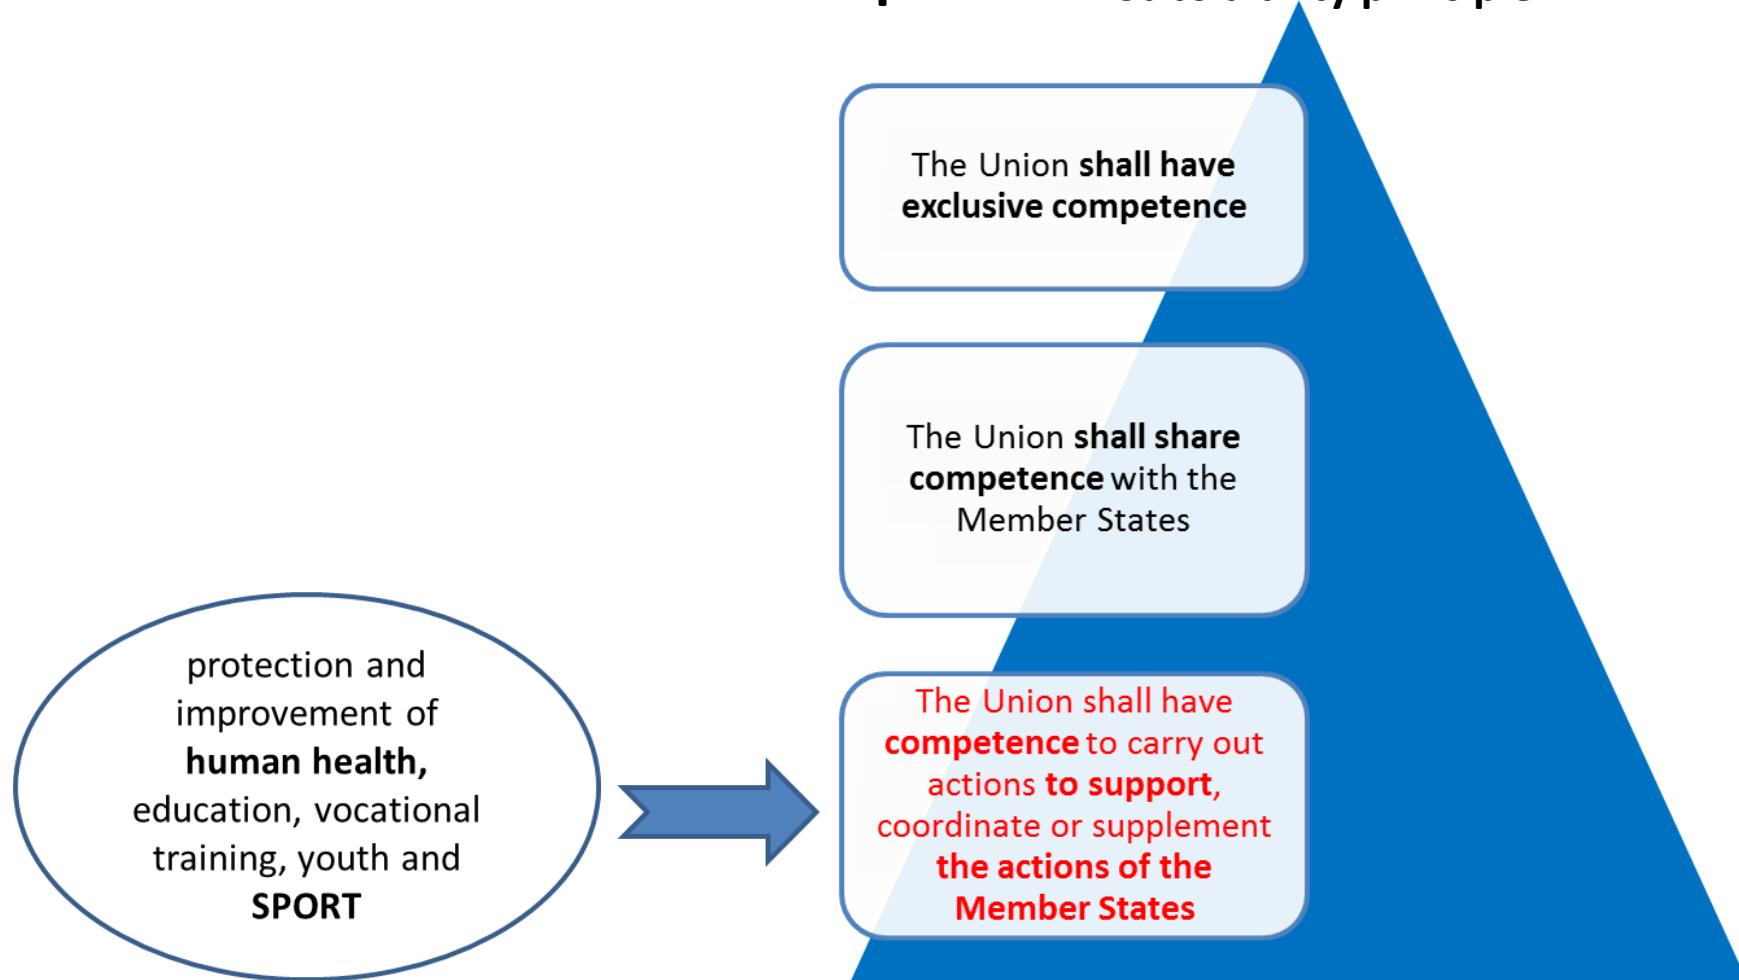 The Union shall have
exclusive competence
The Union shall share
competence with the
Member States
protection and
improvement of
human health,
education, vocational
training, youth and
SPORT
The Union shall have
competence to carry out
actions to support,
coordinate or supplement
the actions of the
Member States